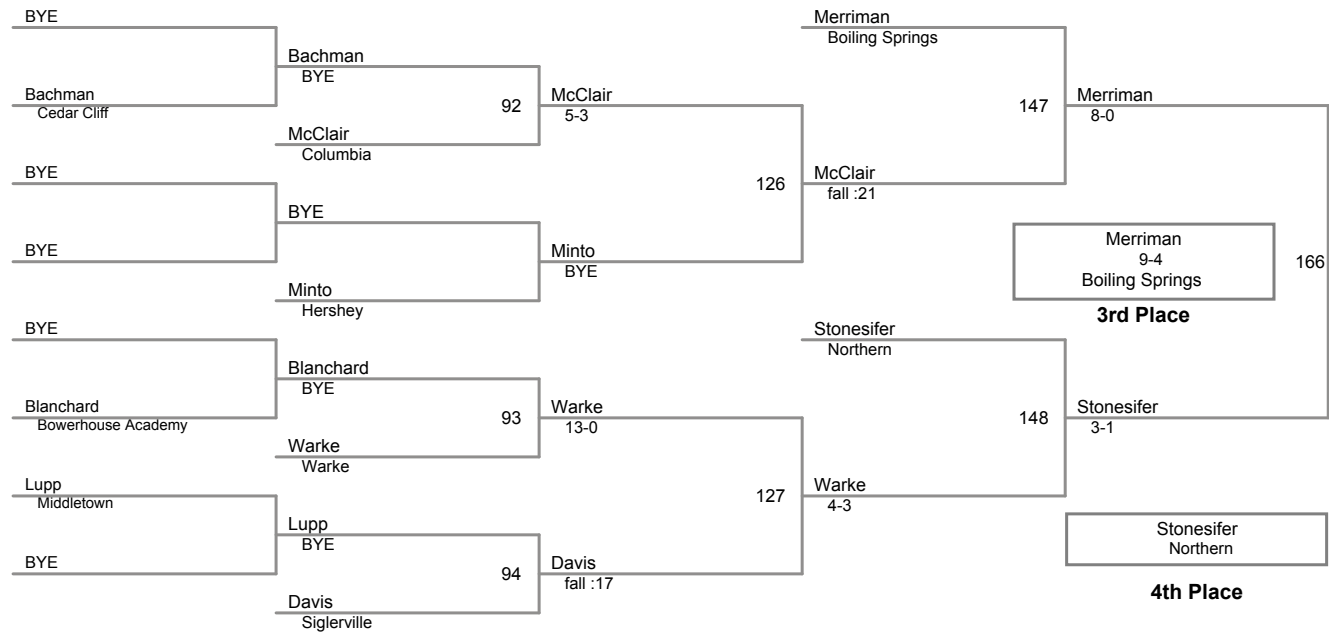 BYE
Bachman
Cedar Cliff
BYE
BYE
BYE
Blanchard
Bowerhouse Academy
Lupp
Middletown
BYE
Bachman
BYE
McClair
Columbia
BYE
Minto
Hershey
Blanchard
BYE
Warke
Warke
Lupp
BYE
Davis
Siglerville
92
93
94
McClair
5-3
Minto
BYE
Warke
13-0
Davis
fall :17
126
127
Merriman
Boiling Springs
McClair
fall :21
Stonesifer
Northern
Warke
4-3
147
148
Merriman
8-0
Stonesifer
3-1
166
Merriman
9-4
Boiling Springs
3rd Place
Stonesifer
Northern
4th Place